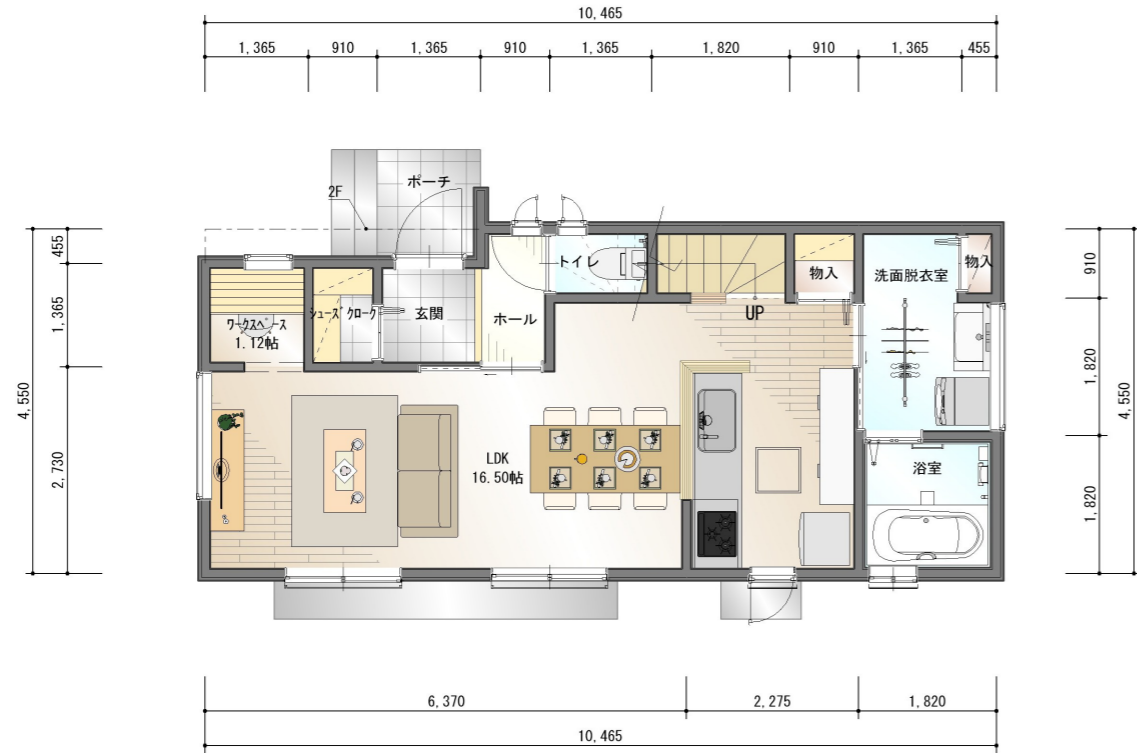 10,465
1,365 910 1,365 910 1,365 1,820 910 1,365 455
ポーチ
2F
トイレ
物入
洗面脱衣室
物入
ワークスペース
1.12帖
シューズクローク
玄関
ホール
UP
LDK
16.50帖
浴室
4,550
455
1,365
2,730
910
1,820
1,820
4,550
6,370 2,275 1,820
10,465